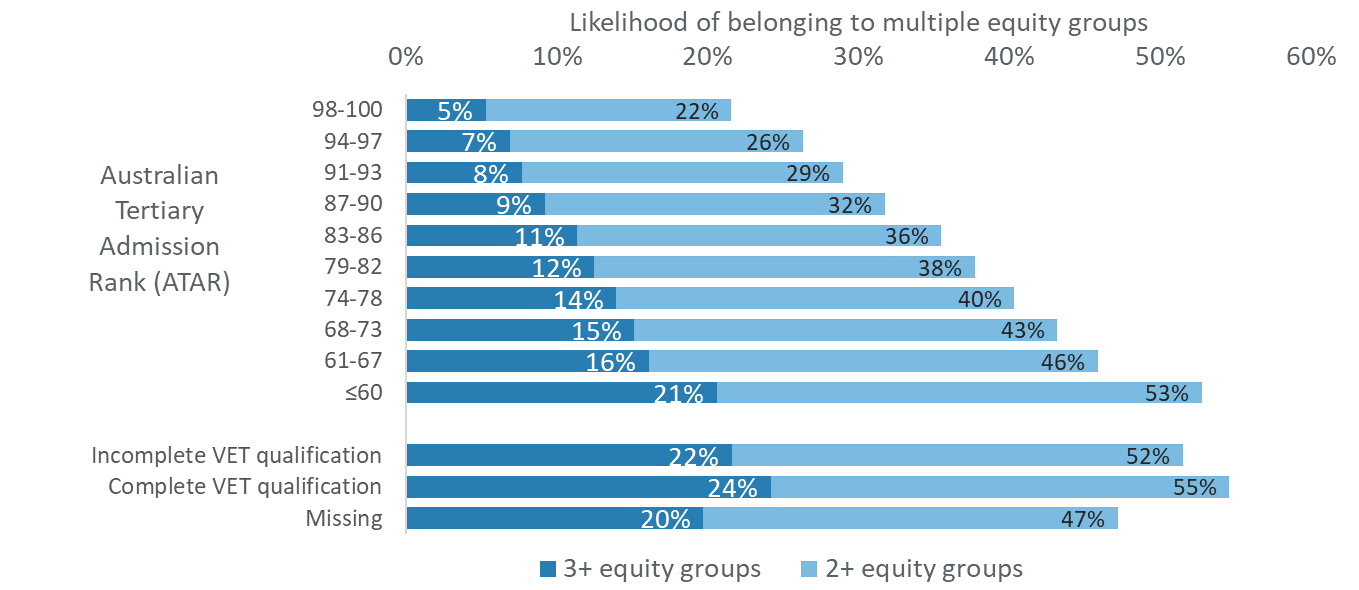 Likelihood of belonging to multiple equity groups
0% 10% 20% 30% 40% 50% 60%
Australian
Tertiary
Admission
Rank (ATAR)
98-100 5% 22%
94-97 7% 26%
91-93 8% 29%
87-90 9% 32%
83-86 11% 36%
79-82 12% 38%
74-78 14% 40%
68-73 15% 43%
61-67 16% 46%
≤60 21% 53%
Incomplete VET qualification 22% 52%
Complete VET qualification 24% 55%
Missing 20% 47%
3+ equity groups 2+ equity groups